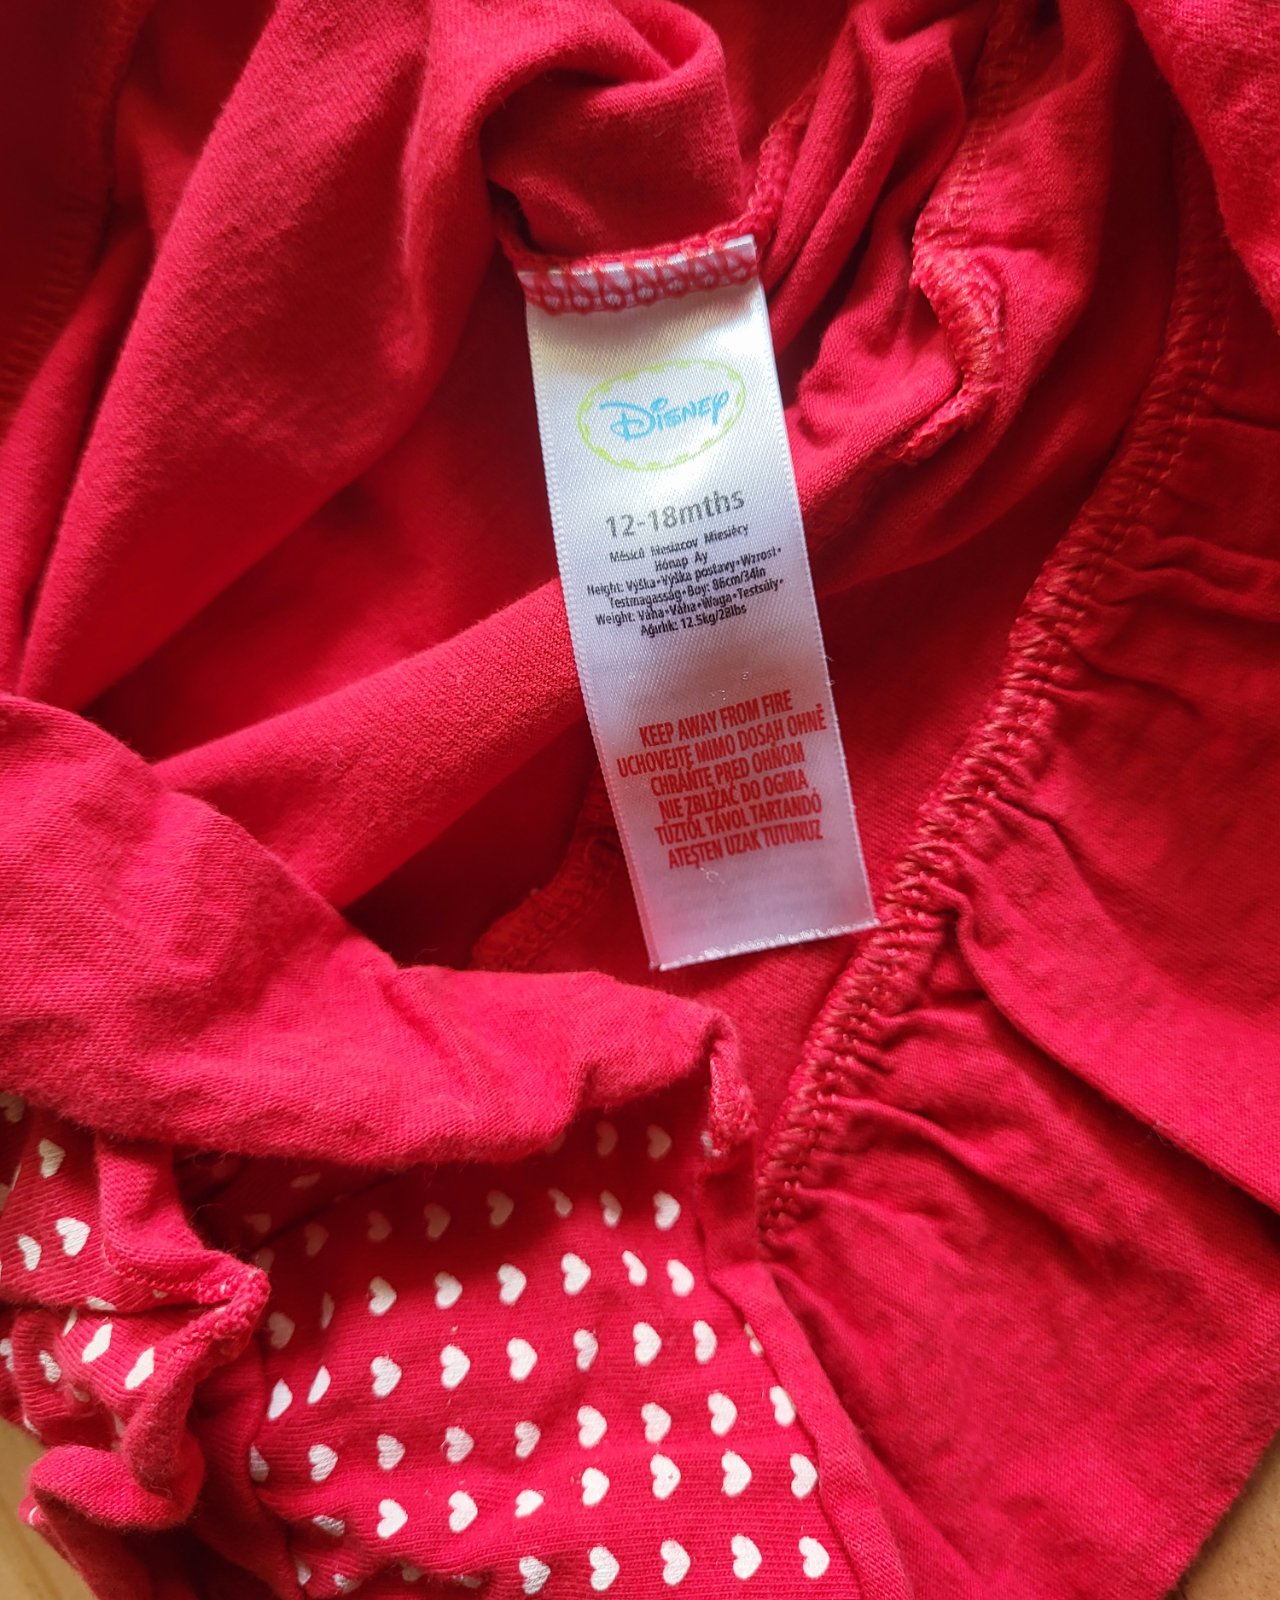 Disney
12-18mths
Měsíců Mesiacov Miesięcy
Hónap Ay
Height: Výška•Výška postavy•Wzrost•
Testmagasság•Boy: 86cm/34in
Weight: Váha•Váha•Waga•Testsúly•
Ağırlık: 12.5kg/28lbs
KEEP AWAY FROM FIRE
UCHOVEJTE MIMO DOSAH OHNĚ
CHRÁŇTE PRED OHŇOM
NIE ZBLIŻAĆ DO OGNIA
TŰZTŐL TÁVOL TARTANDÓ
ATEŞTEN UZAK TUTUNUZ